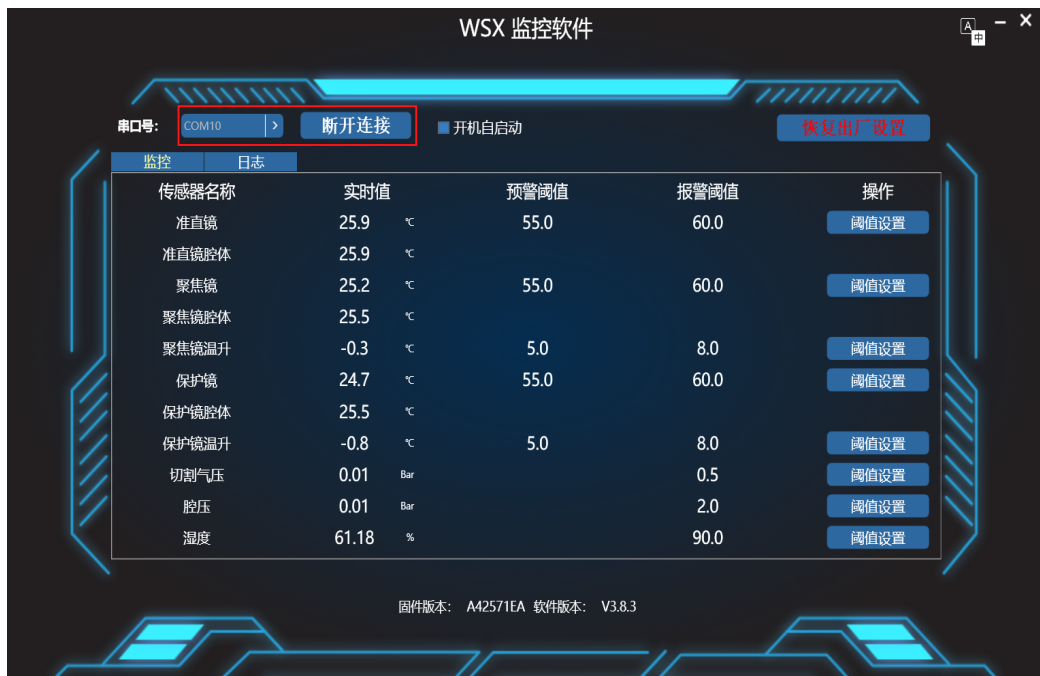 WSX 监控软件
A 中
串口号： COM10 > 断开连接 开机自启动 恢复出厂设置
监控 日志
传感器名称 实时值 预警阈值 报警阈值 操作
准直镜 25.9 ℃ 55.0 60.0 阈值设置
准直镜腔体 25.9 ℃
聚焦镜 25.2 ℃ 55.0 60.0 阈值设置
聚焦镜腔体 25.5 ℃
聚焦镜温升 -0.3 ℃ 5.0 8.0 阈值设置
保护镜 24.7 ℃ 55.0 60.0 阈值设置
保护镜腔体 25.5 ℃
保护镜温升 -0.8 ℃ 5.0 8.0 阈值设置
切割气压 0.01 Bar 0.5 阈值设置
腔压 0.01 Bar 2.0 阈值设置
湿度 61.18 % 90.0 阈值设置
固件版本： A42571EA 软件版本： V3.8.3